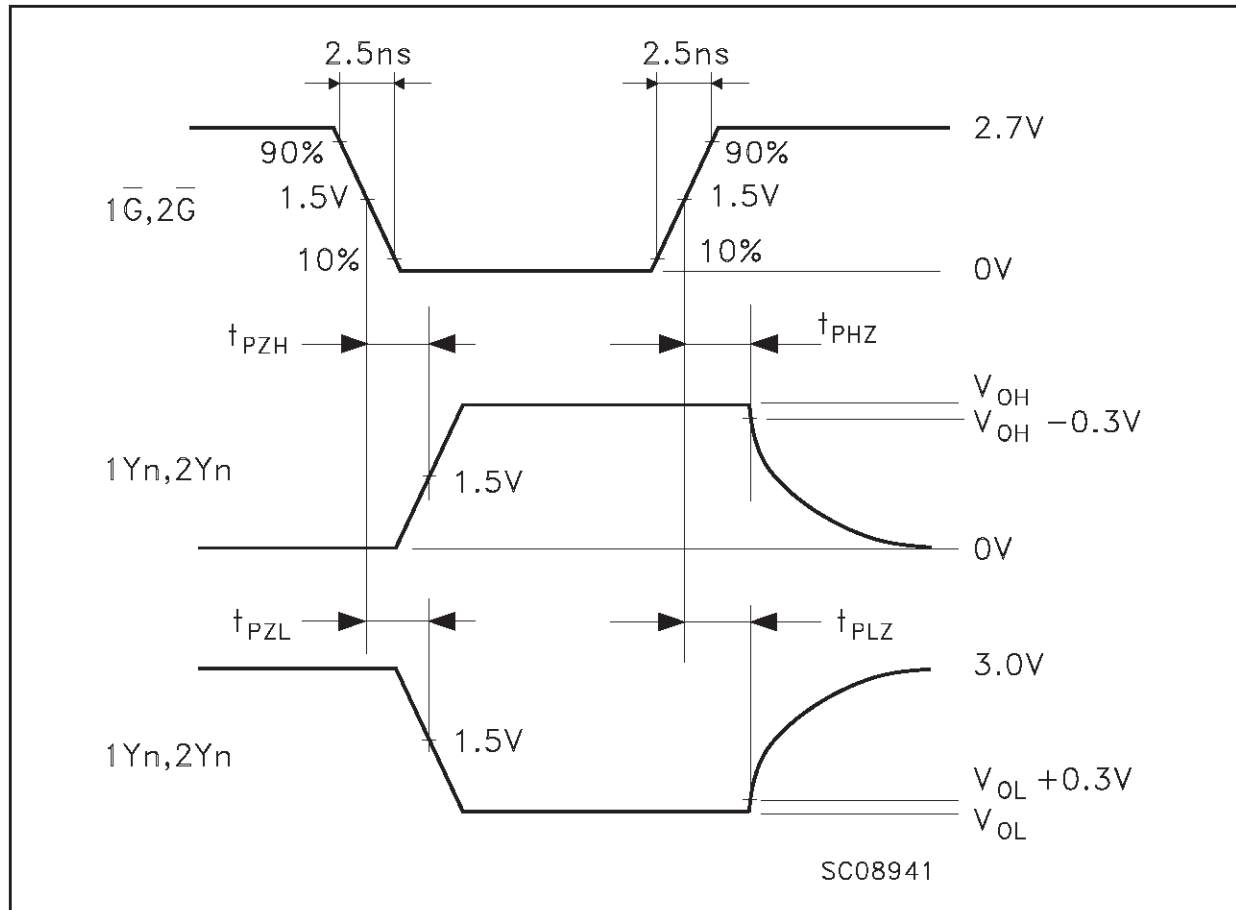 2.5ns 2.5ns
2.7V
90% 90%
1G̅,2G̅ 1.5V 1.5V
10% 10%
0V
tPZH tPHZ
VOH
VOH −0.3V
1Yn,2Yn 1.5V
0V
tPZL tPLZ
3.0V
1Yn,2Yn 1.5V
VOL +0.3V
VOL
SC08941